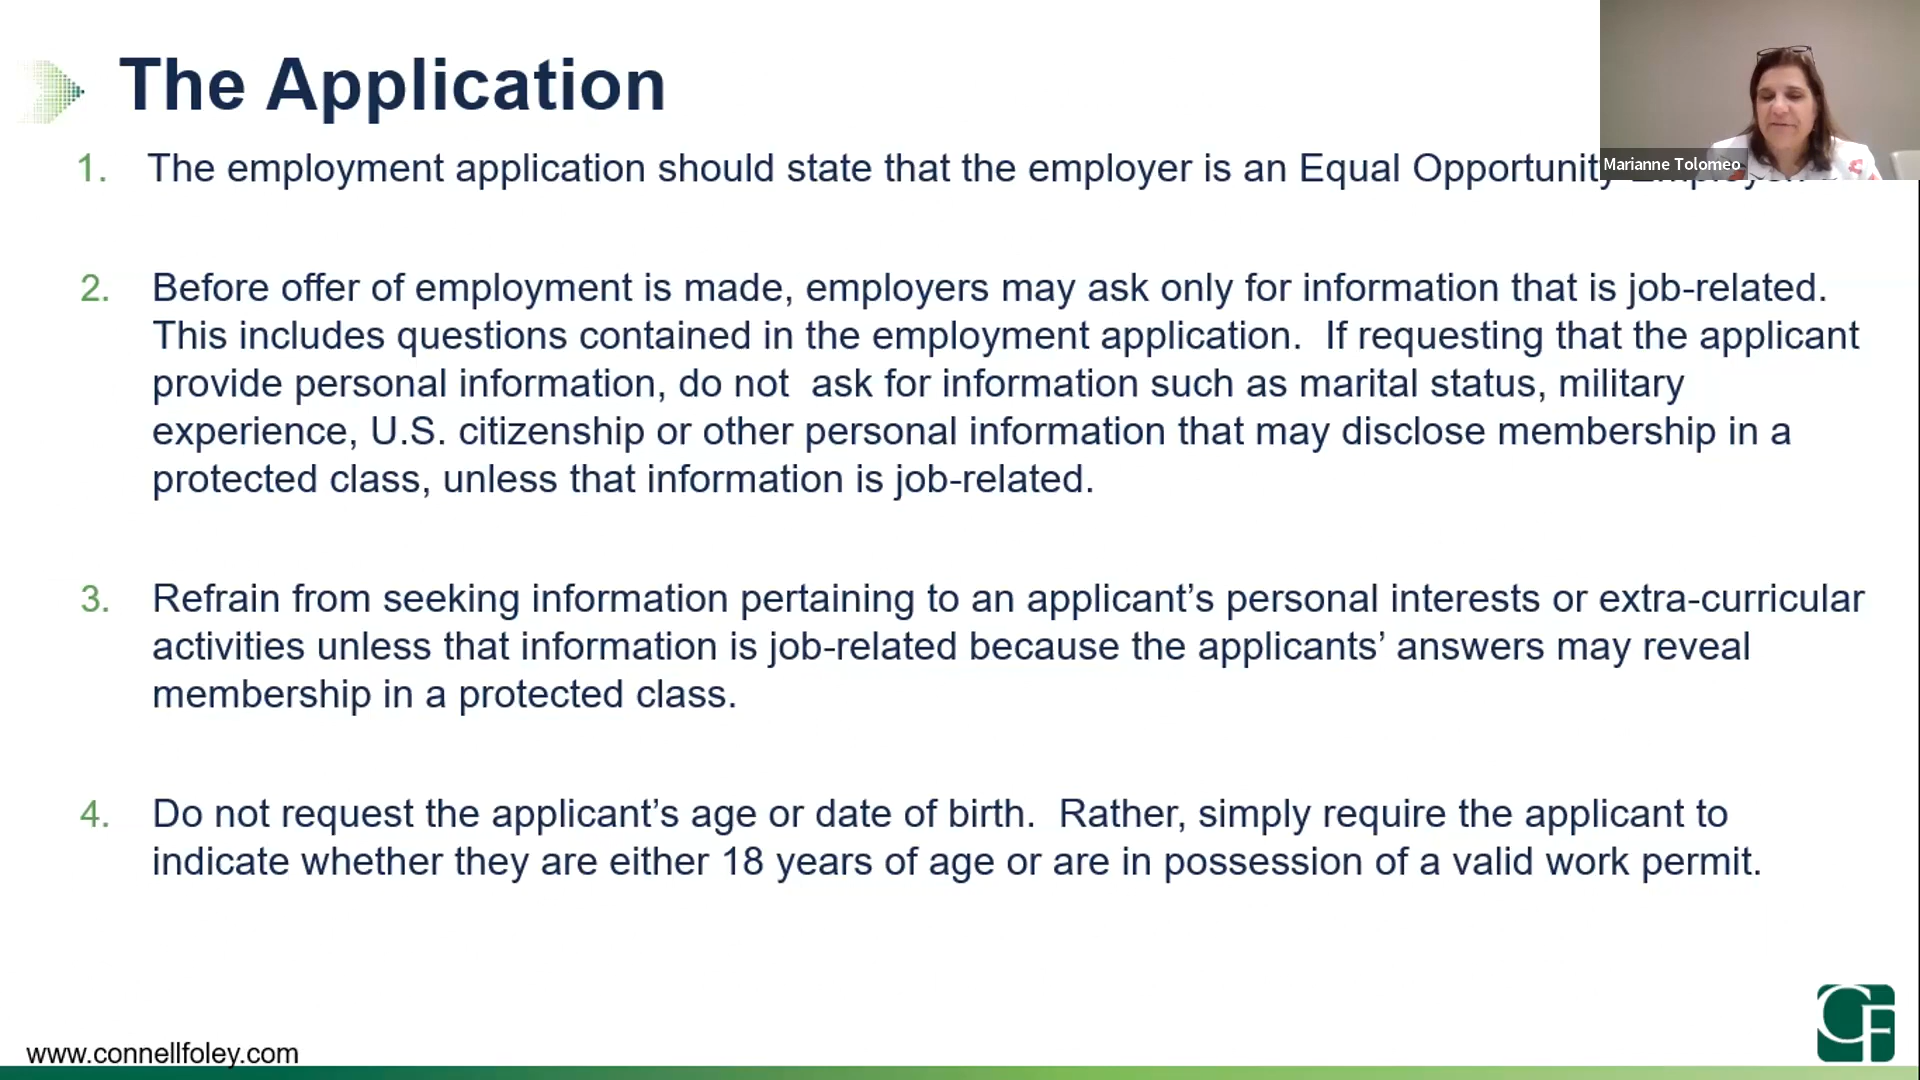 The Application
1. The employment application should state that the employer is an Equal Opportunity
Marianne Tolomeo
2. Before offer of employment is made, employers may ask only for information that is job-related.
This includes questions contained in the employment application.  If requesting that the applicant
provide personal information, do not  ask for information such as marital status, military
experience, U.S. citizenship or other personal information that may disclose membership in a
protected class, unless that information is job-related.
3. Refrain from seeking information pertaining to an applicant’s personal interests or extra-curricular
activities unless that information is job-related because the applicants’ answers may reveal
membership in a protected class.
4. Do not request the applicant’s age or date of birth.  Rather, simply require the applicant to
indicate whether they are either 18 years of age or are in possession of a valid work permit.
CF
www.connellfoley.com